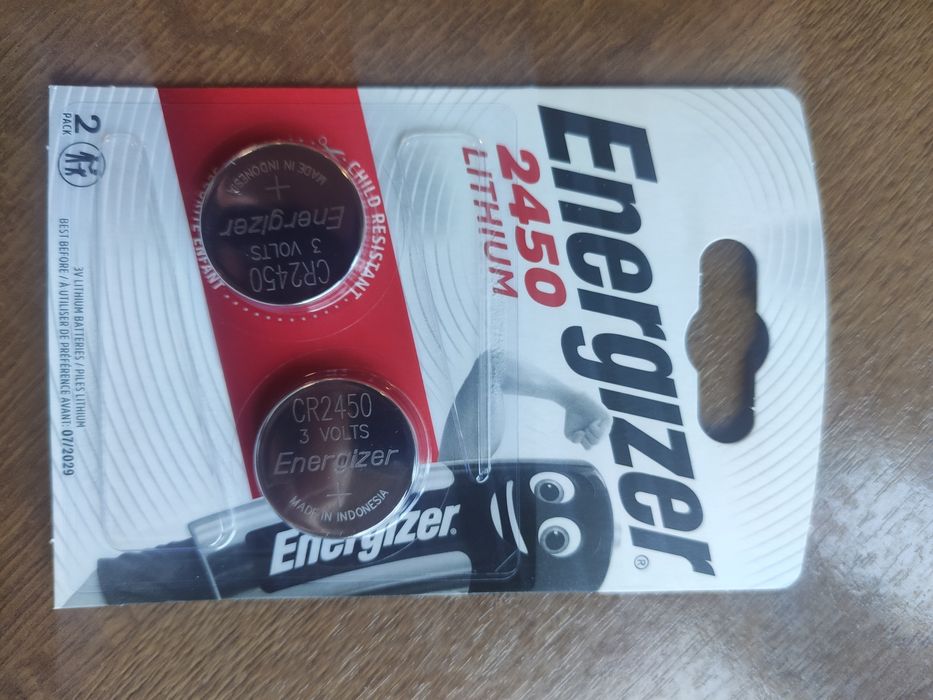 Energizer®
2450
LITHIUM
CHILD RESISTANT
MADE IN INDONESIA
+
Energizer
3 VOLTS
CR2450
ENFANT
CR2450
3 VOLTS
Energizer
MADE IN INDONESIA
Energizer.
2
PACK
3V LITHIUM BATTERIES / PILES LITHIUM
BEST BEFORE / À UTILISER DE PRÉFÉRENCE AVANT: 07/2029